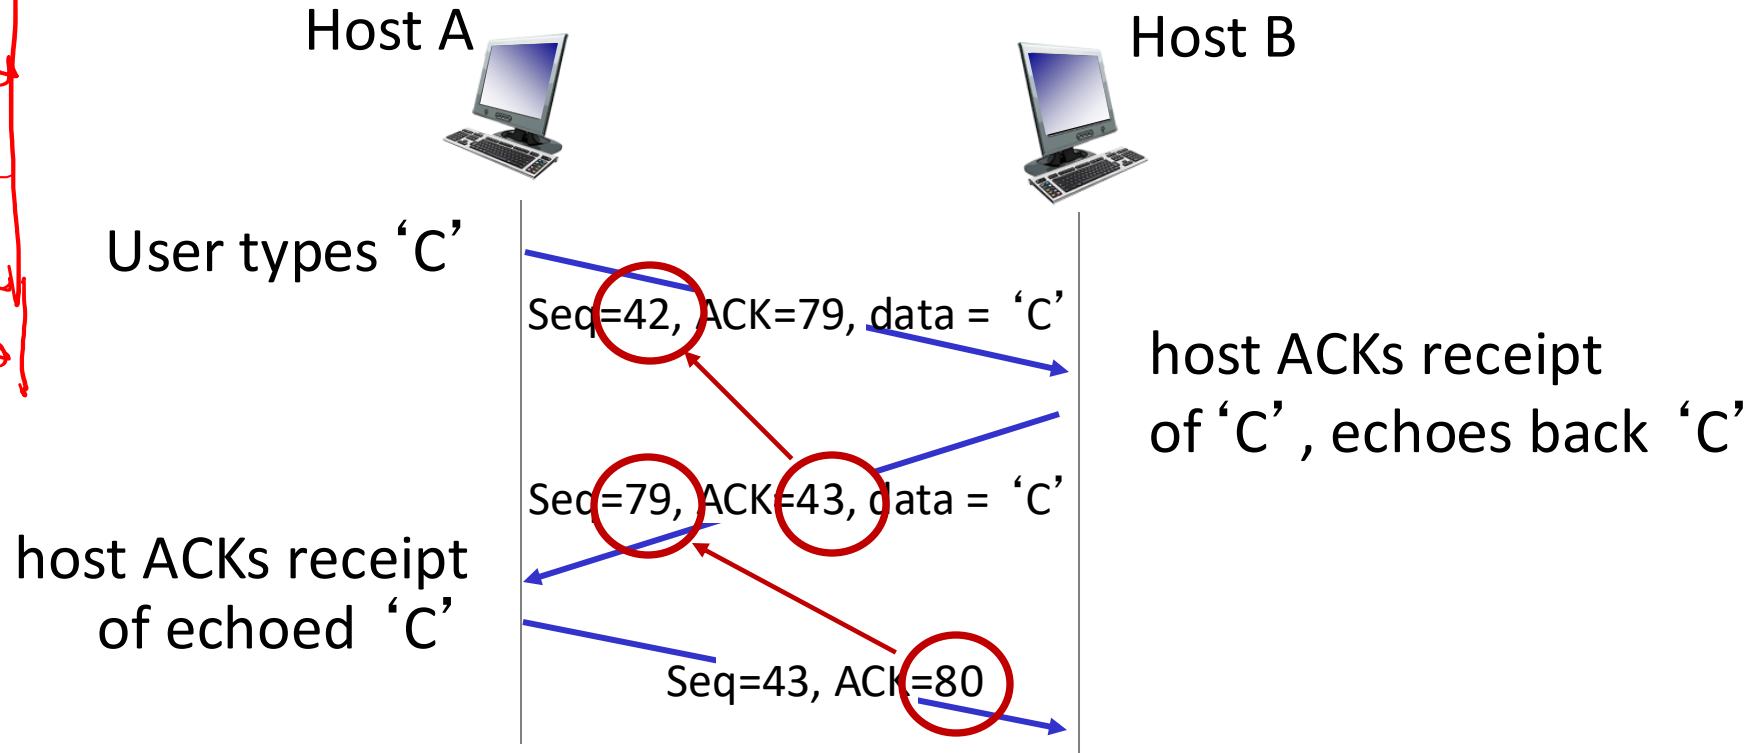 Host A
Host B
User types ‘C’
Seq=42, ACK=79, data = ‘C’
host ACKs receipt
of ‘C’, echoes back ‘C’
Seq=79, ACK=43, data = ‘C’
host ACKs receipt
of echoed ‘C’
Seq=43, ACK=80